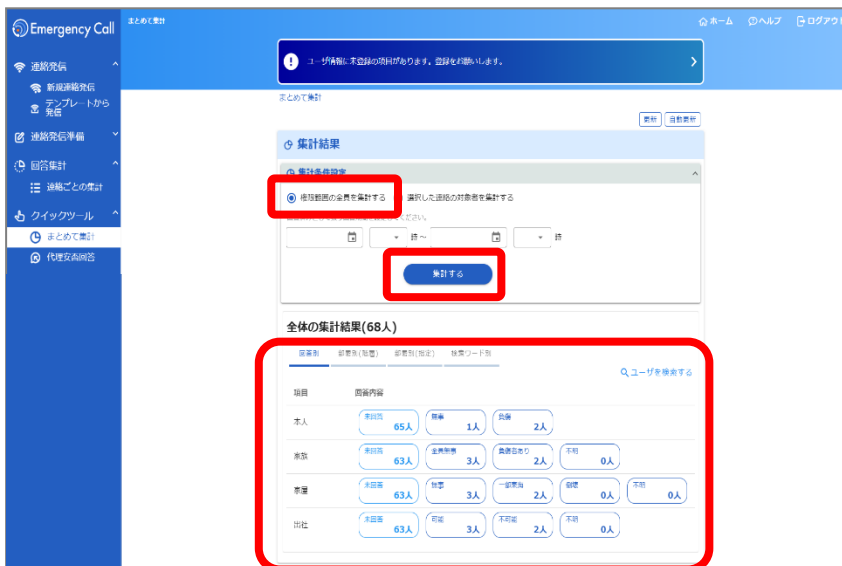 Emergency Call
まとめて集計
ホーム ヘルプ ログアウト
ユーザ情報に未登録の項目があります。登録をお願いします。
連絡発信
新規連絡発信
テンプレートから
発信
連絡発信準備
回答集計
連絡ごとの集計
クイックツール
まとめて集計
代理安否回答
まとめて集計
更新 自動更新
集計結果
集計条件設定
権限範囲の全員を集計する 選択した連絡の対象者を集計する
時～ 時
集計する
全体の集計結果(68人)
回答別 部署別(階層) 部署別(指定) 検索ワード別
ユーザを検索する
項目 回答内容
本人 未回答 65人 無事 1人 負傷 2人
家族 未回答 63人 全員無事 3人 負傷者あり 2人 不明 0人
家屋 未回答 63人 無事 3人 一部東治 2人 倒壊 0人 不明 0人
出社 未回答 63人 可能 3人 不可能 2人 不明 0人